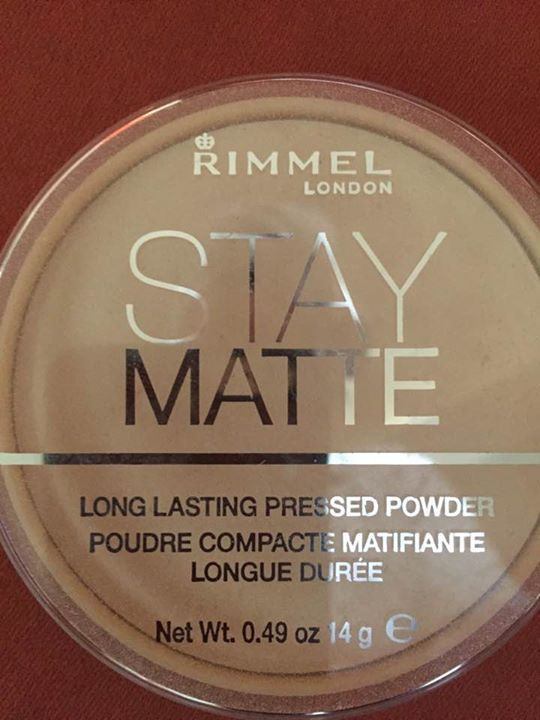 RIMMEL
LONDON
STAY
MATTE
LONG LASTING PRESSED POWDER
POUDRE COMPACTE MATIFIANTE
LONGUE DURÉE
Net Wt. 0.49 oz 14 g ℮